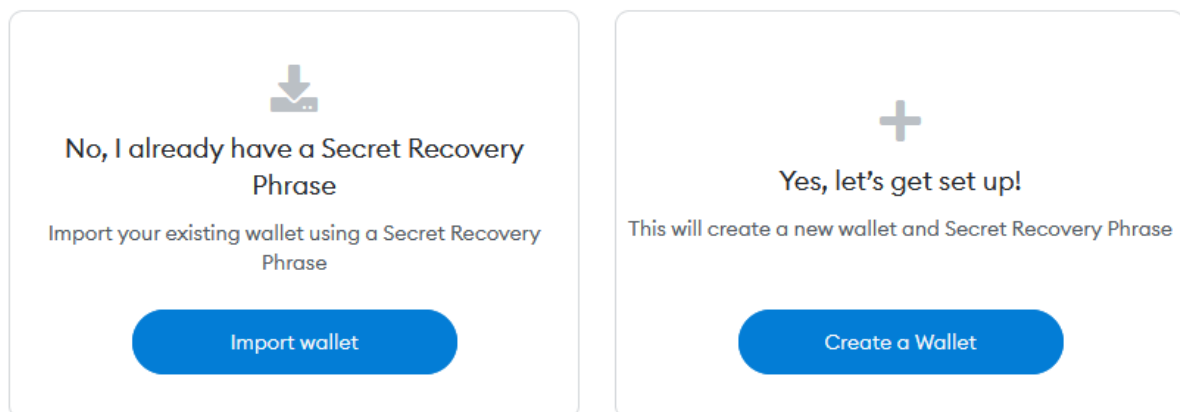 No, I already have a Secret Recovery
Phrase
Import your existing wallet using a Secret Recovery
Phrase
Import wallet
Yes, let’s get set up!
This will create a new wallet and Secret Recovery Phrase
Create a Wallet